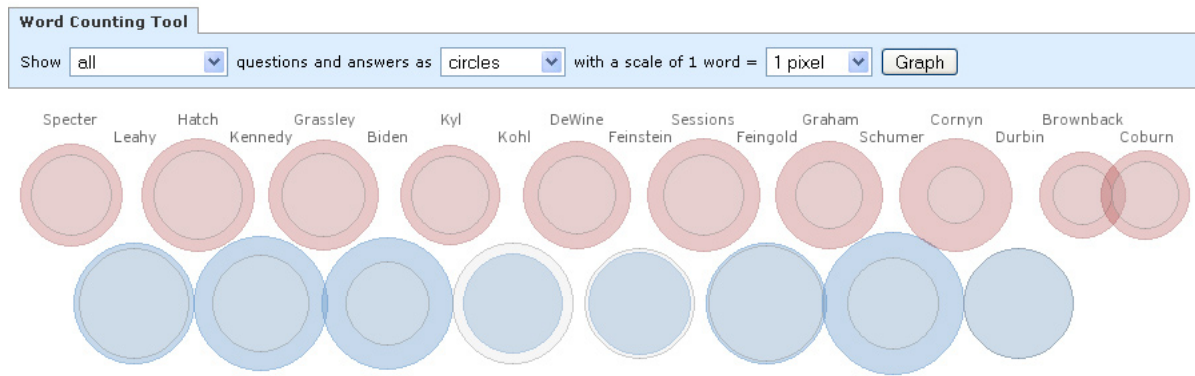 Word Counting Tool
Show all questions and answers as circles with a scale of 1 word = 1 pixel Graph
Specter Hatch Grassley Kyl DeWine Sessions Graham Cornyn Brownback
Leahy Kennedy Biden Kohl Feinstein Feingold Schumer Durbin Coburn